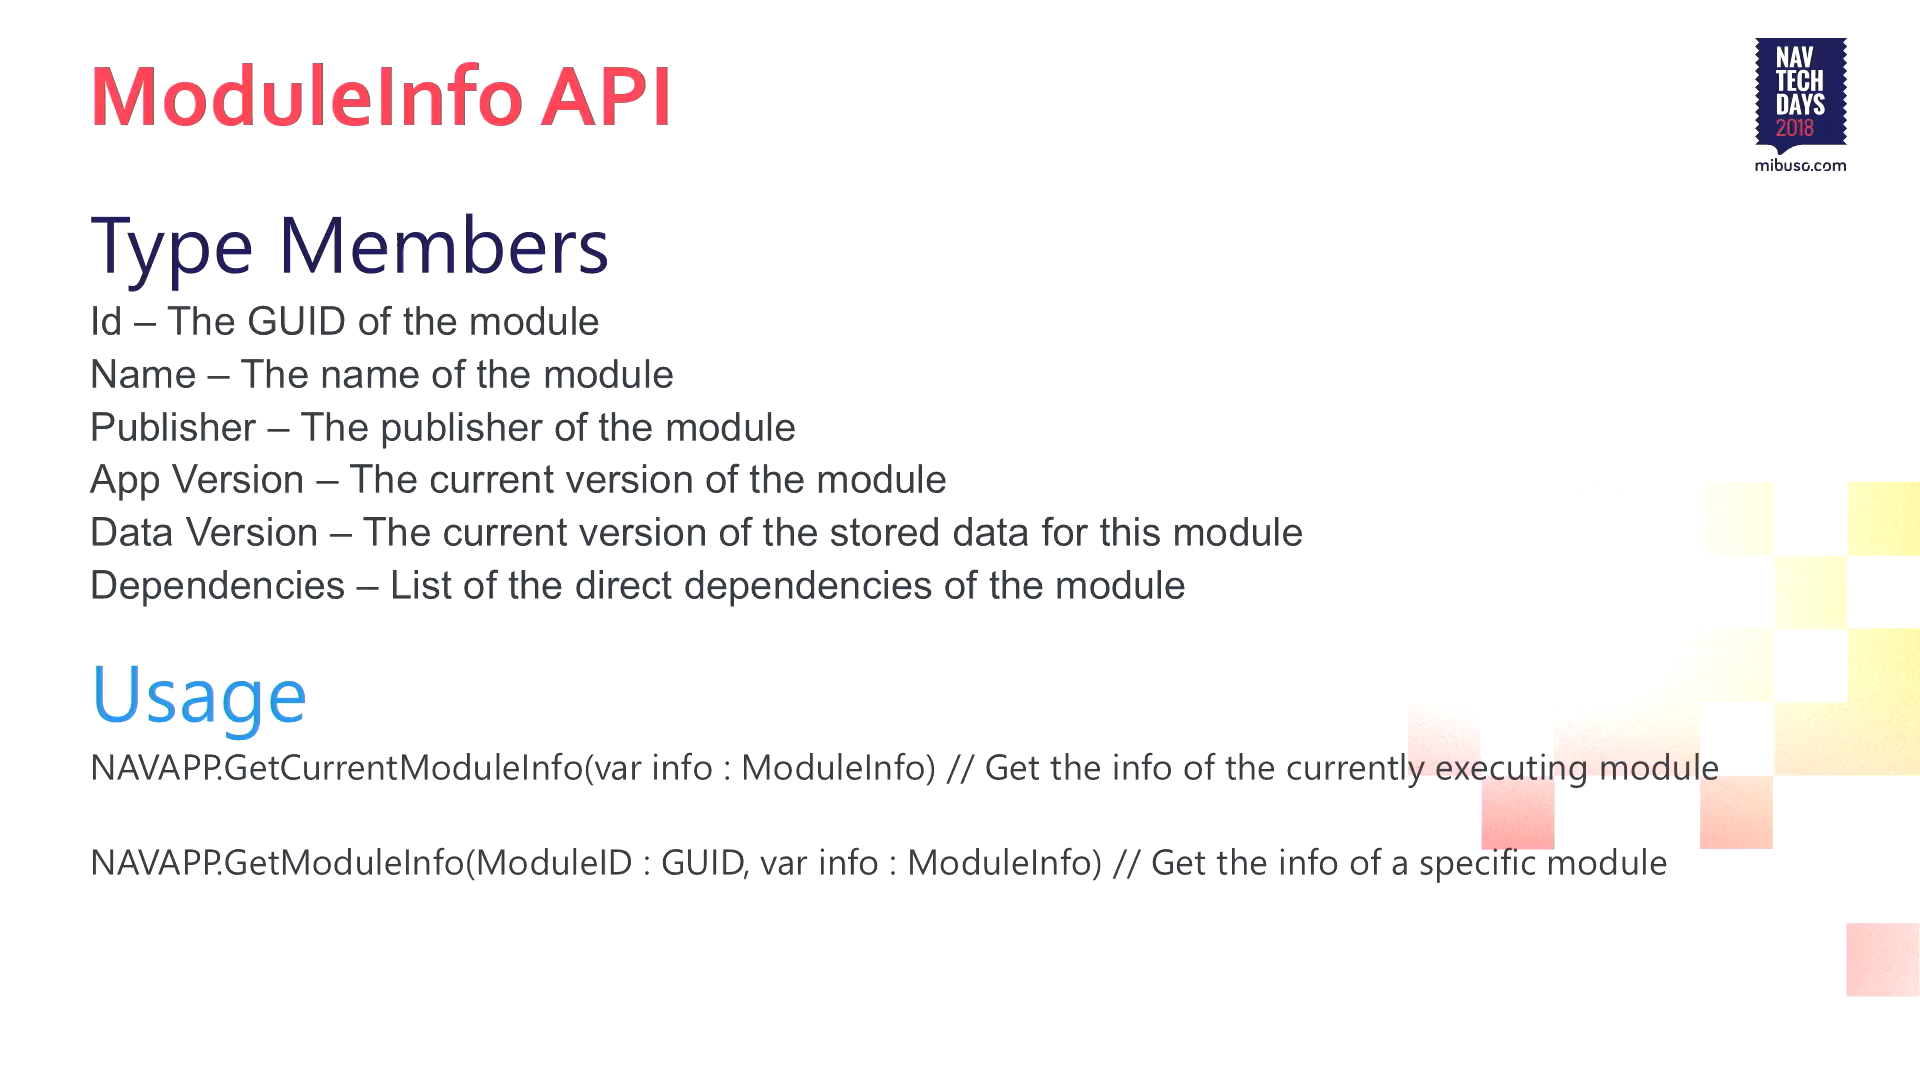 ModuleInfo API
NAV
TECH
DAYS
2018
mibuso.com
Type Members
Id – The GUID of the module
Name – The name of the module
Publisher – The publisher of the module
App Version – The current version of the module
Data Version – The current version of the stored data for this module
Dependencies – List of the direct dependencies of the module
Usage
NAVAPP.GetCurrentModuleInfo(var info : ModuleInfo) // Get the info of the currently executing module
NAVAPP.GetModuleInfo(ModuleID : GUID, var info : ModuleInfo) // Get the info of a specific module